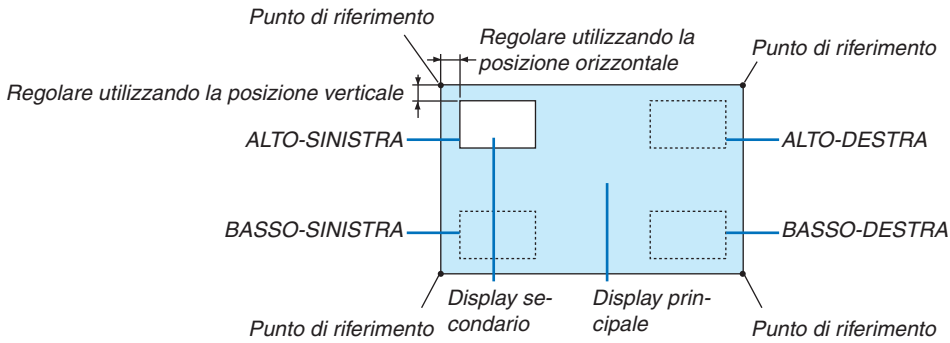 Punto di riferimento
Regolare utilizzando la
posizione orizzontale
Punto di riferimento
Regolare utilizzando la posizione verticale
ALTO-SINISTRA
ALTO-DESTRA
BASSO-SINISTRA
BASSO-DESTRA
Display se-
condario
Display prin-
cipale
Punto di riferimento
Punto di riferimento